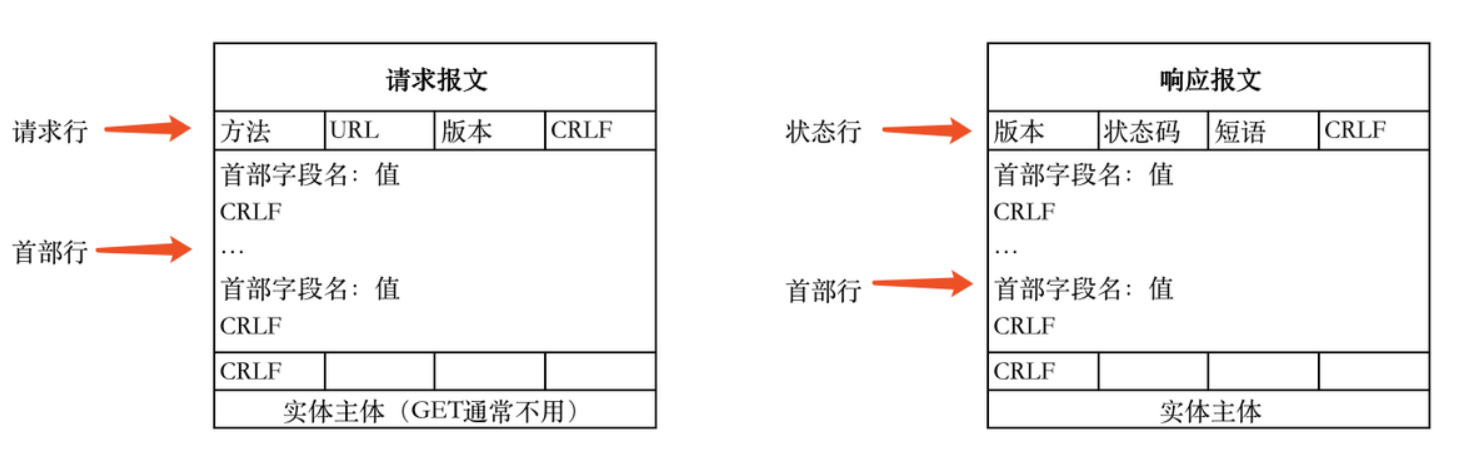 请求报文
请求行
方法 URL 版本 CRLF
首部字段名：值
CRLF
首部行
…
首部字段名：值
CRLF
CRLF
实体主体（GET通常不用）
响应报文
状态行
版本 状态码 短语 CRLF
首部字段名：值
CRLF
…
首部行
首部字段名：值
CRLF
CRLF
实体主体